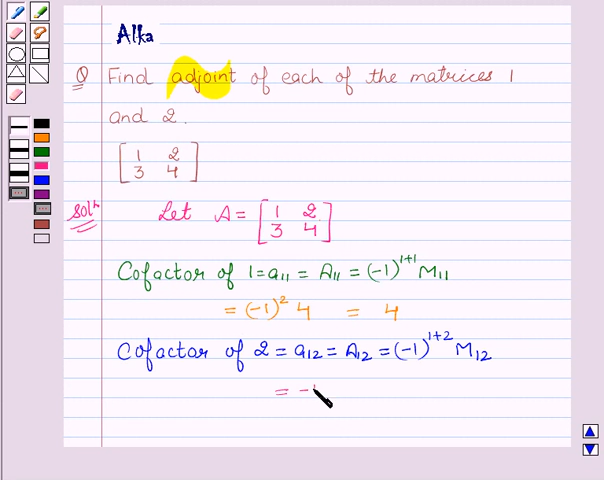 Alka
Q Find adjoint of each of the matrices 1
and 2.
[1 2
3 4]
Solⁿ Let A = [1 2
3 4]
Cofactor of 1 = a₁₁ = A₁₁ = (-1)¹⁺¹ M₁₁
= (-1)² 4 = 4
Cofactor of 2 = a₁₂ = A₁₂ = (-1)¹⁺² M₁₂
= -